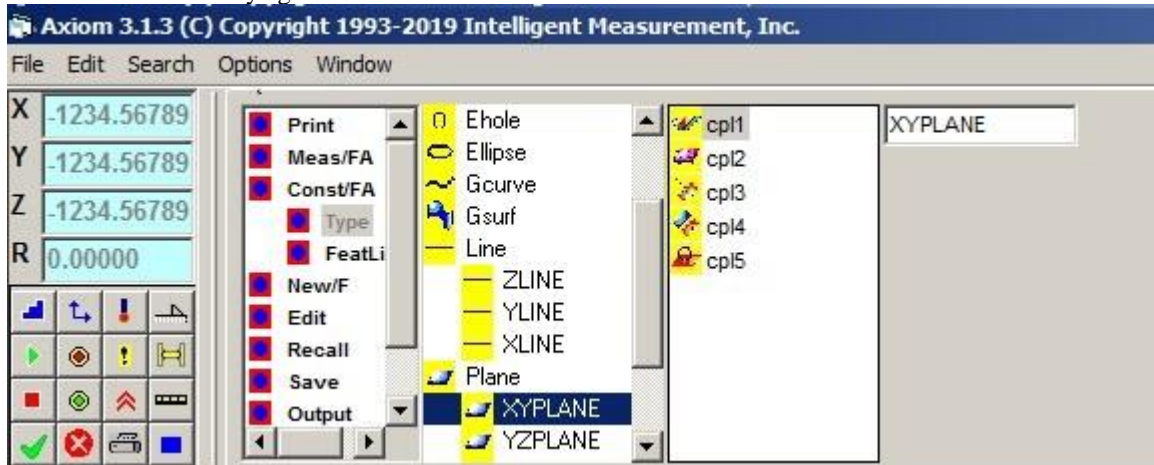 Axiom 3.1.3 (C) Copyright 1993-2019 Intelligent Measurement, Inc.
File Edit Search Options Window
X -1234.56789
Y -1234.56789
Z -1234.56789
R 0.00000
Print
Meas/FA
Const/FA
Type
FeatLi
New/F
Edit
Recall
Save
Output
Ehole
Ellipse
Gcurve
Gsurf
Line
ZLINE
YLINE
XLINE
Plane
XYPLANE
YZPLANE
cpl1
cpl2
cpl3
cpl4
cpl5
XYPLANE